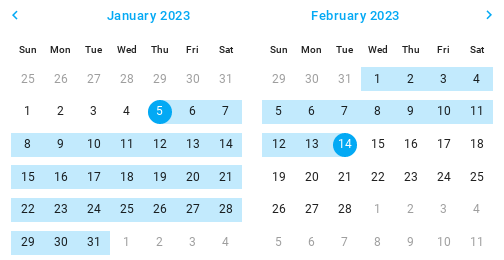 January 2023
Sun Mon Tue Wed Thu Fri Sat
25 26 27 28 29 30 31
1 2 3 4 5 6 7
8 9 10 11 12 13 14
15 16 17 18 19 20 21
22 23 24 25 26 27 28
29 30 31 1 2 3 4
February 2023
Sun Mon Tue Wed Thu Fri Sat
29 30 31 1 2 3 4
5 6 7 8 9 10 11
12 13 14 15 16 17 18
19 20 21 22 23 24 25
26 27 28 1 2 3 4
5 6 7 8 9 10 11